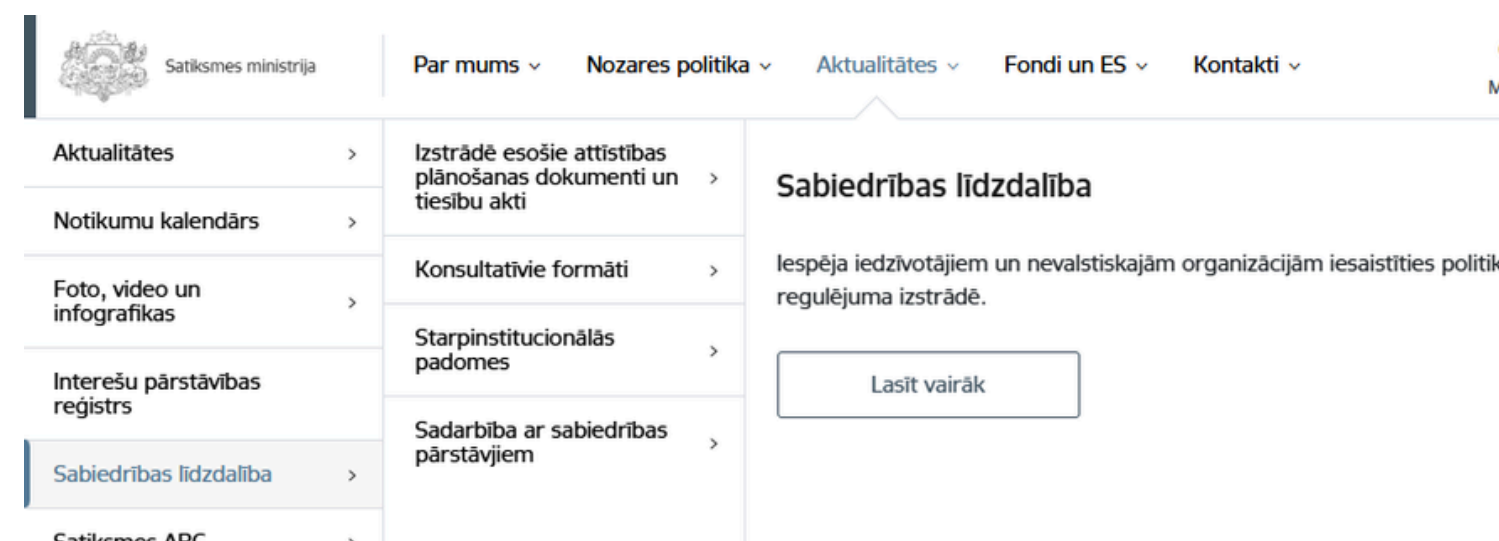 Satiksmes ministrija
Par mums
Nozares politika
Aktualitātes
Fondi un ES
Kontakti
Aktualitātes
Notikumu kalendārs
Foto, video un
infografikas
Interešu pārstāvības
reģistrs
Sabiedrības līdzdalība
Satiksmes ABC
Izstrādē esošie attīstības
plānošanas dokumenti un
tiesību akti
Konsultatīvie formāti
Starpinstitucionālās
padomes
Sadarbība ar sabiedrības
pārstāvjiem
Sabiedrības līdzdalība
Iespēja iedzīvotājiem un nevalstiskajām organizācijām iesaistīties
regulējuma izstrādē.
Lasīt vairāk